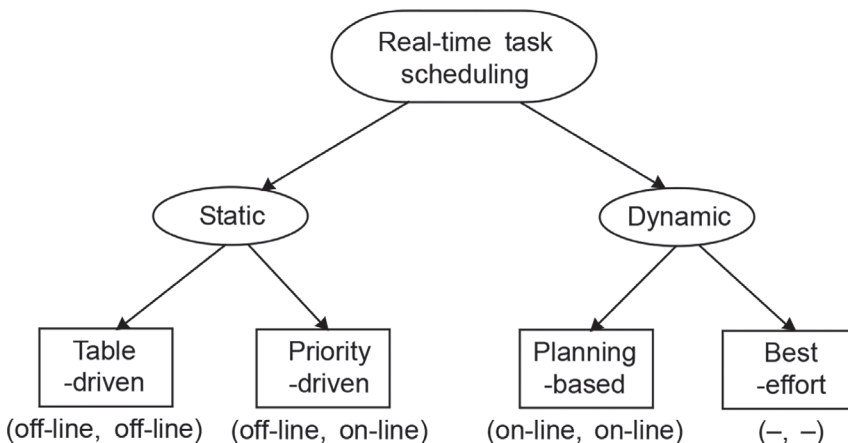 Real-time task
scheduling
Static
Dynamic
Table
-driven
Priority
-driven
Planning
-based
Best
-effort
(off-line, off-line)
(off-line, on-line)
(on-line, on-line)
(–, –)